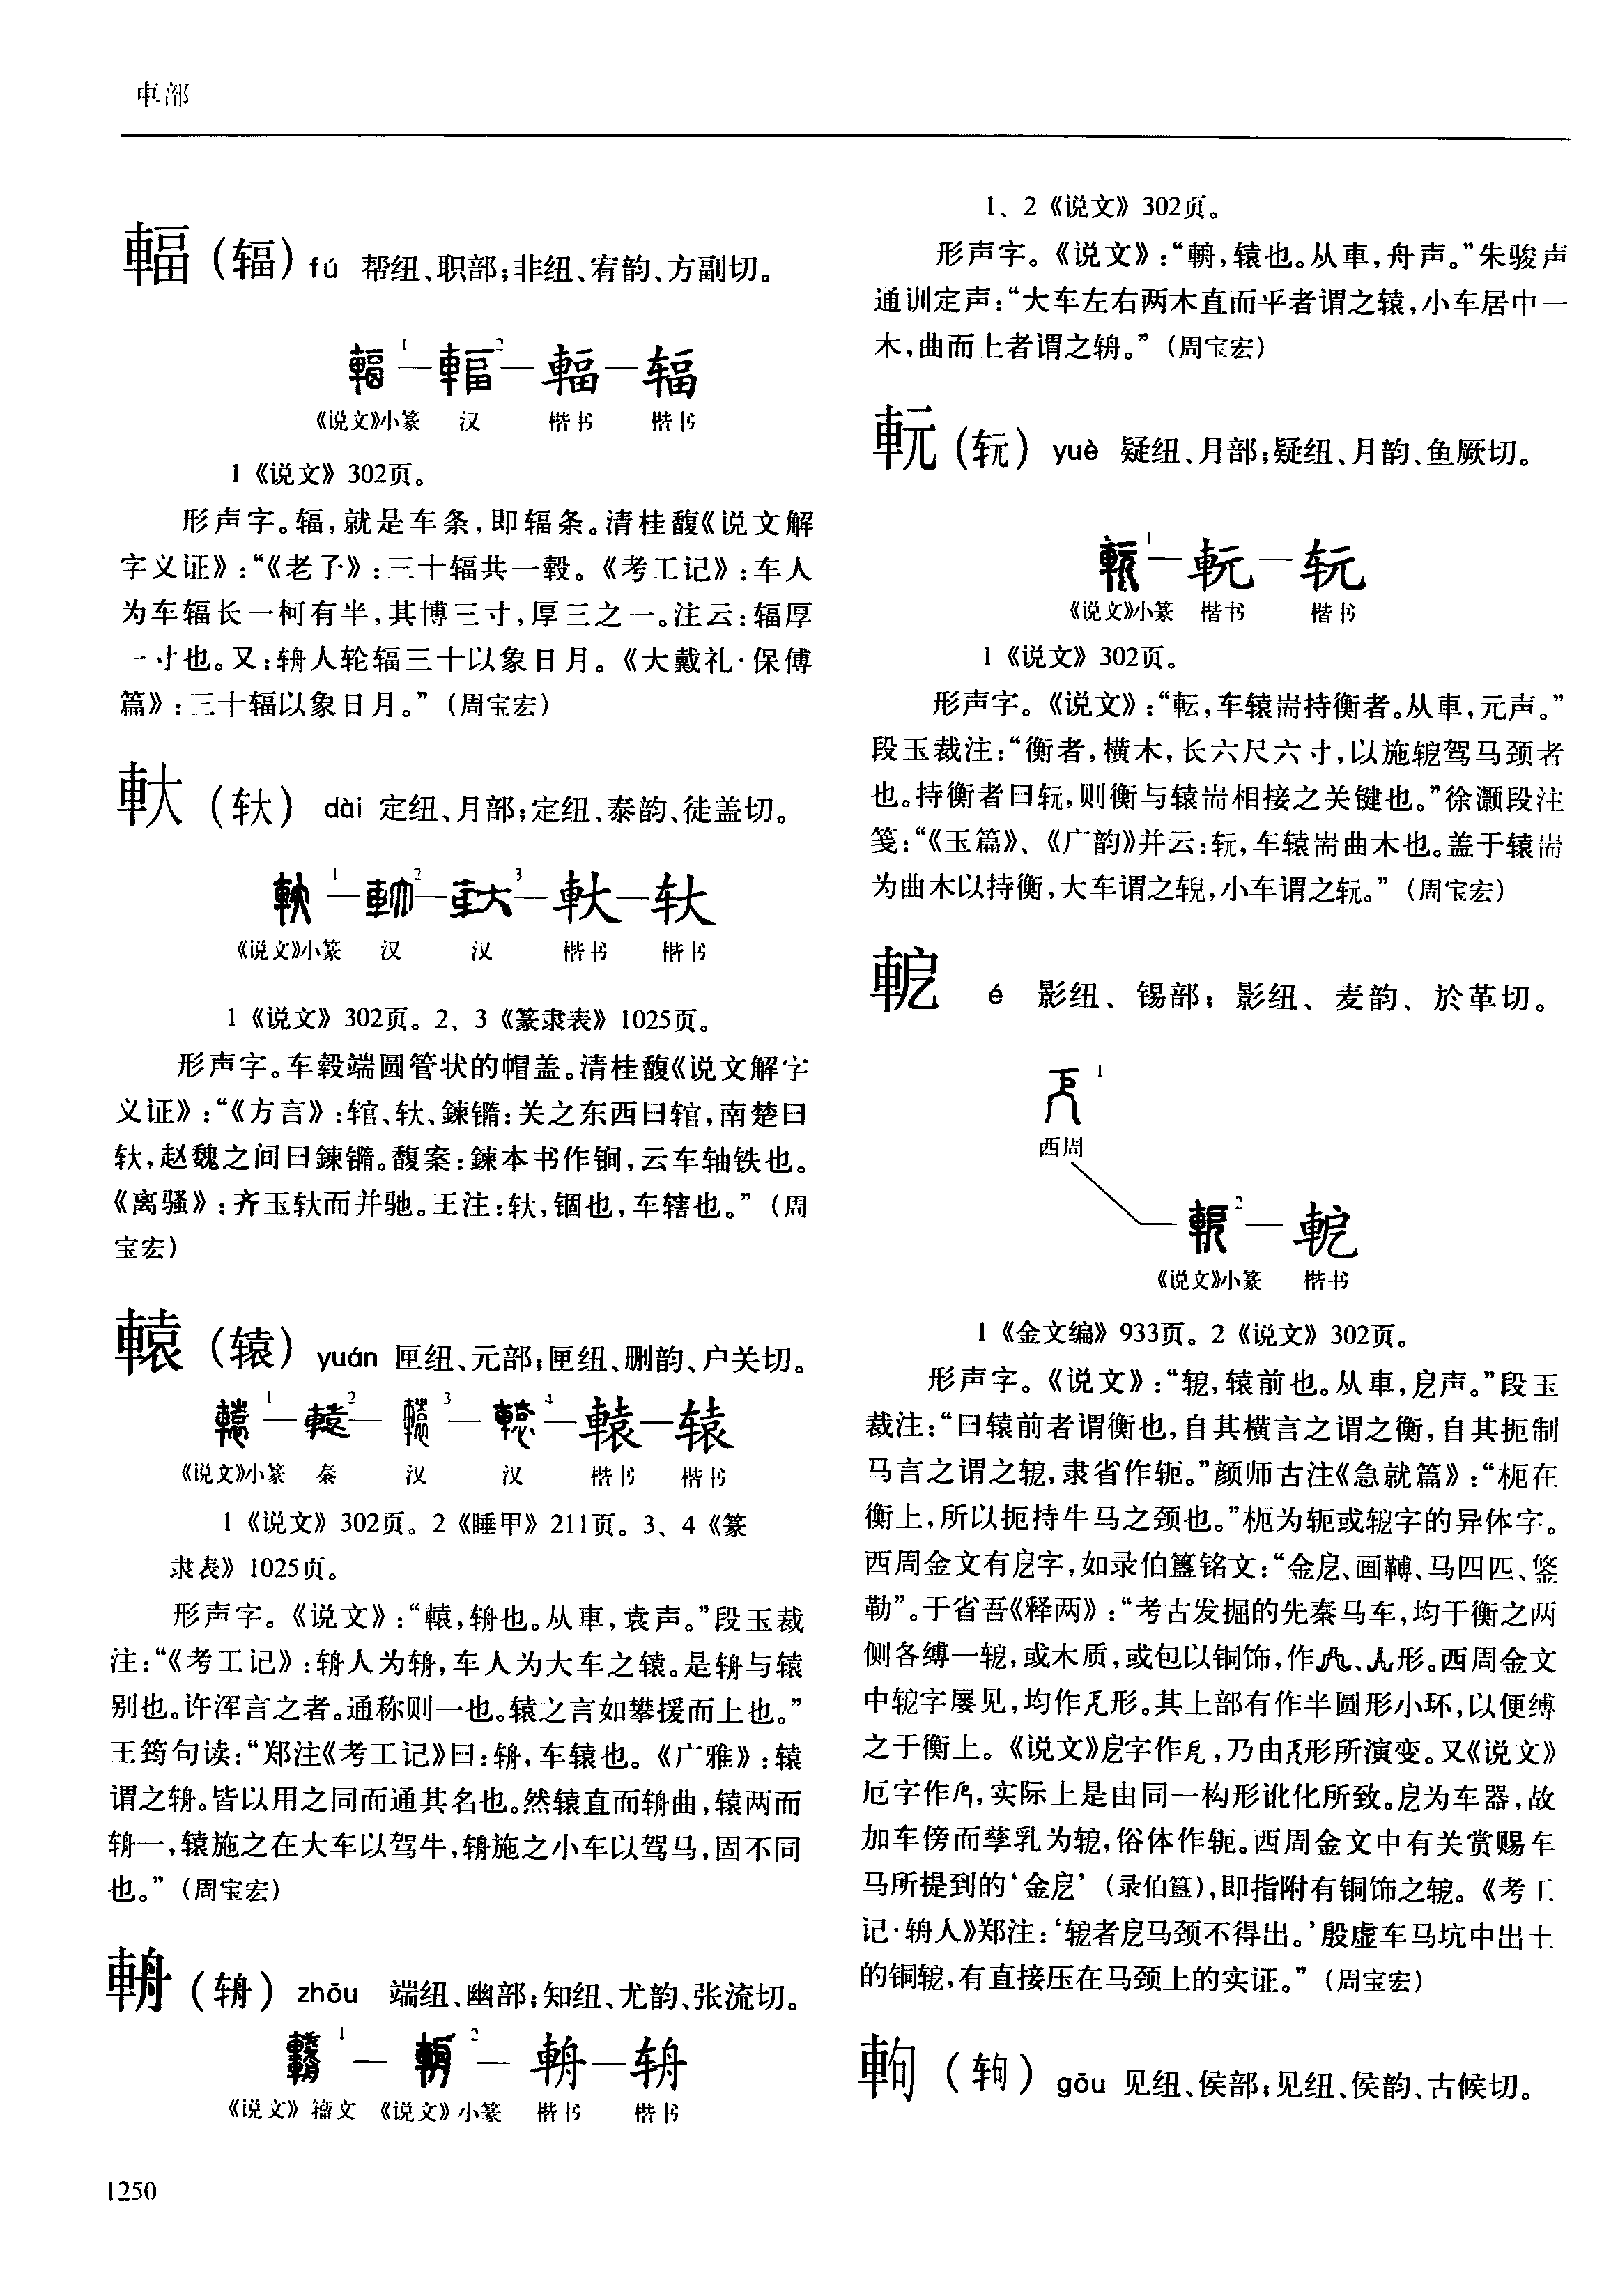 車部
輻（辐）fú 帮纽、职部；非纽、宥韵、方副切。
輻1—輻2—輻—辐
《说文》小篆 汉 楷书 楷书
1《说文》302页。
形声字。辐，就是车条，即辐条。清桂馥《说文解
字义证》：“《老子》：三十辐共一毂。《考工记》：车人
为车辐长一柯有半，其博三寸，厚三之一。注云：辐厚
一寸也。又：辀人轮辐三十以象日月。《大戴礼·保傅
篇》：三十辐以象日月。”（周宝宏）
軑（轪）dài 定纽、月部；定纽、泰韵、徒盖切。
軑1—軑2—軑3—軑—轪
《说文》小篆 汉 汉 楷书 楷书
1《说文》302页。2、3《篆隶表》1025页。
形声字。车毂端圆管状的帽盖。清桂馥《说文解字
义证》：“《方言》：䡓、轪、鍊䥯：关之东西曰䡓，南楚曰
轪，赵魏之间曰鍊䥯。馥案：鍊本书作锏，云车轴铁也。
《离骚》：齐玉轪而并驰。王注：轪，锢也，车辖也。”（周
宝宏）
轅（辕）yuán 匣纽、元部；匣纽、删韵、户关切。
轅1—轅2—轅3—轅4—轅—辕
《说文》小篆 秦 汉 汉 楷书 楷书
1《说文》302页。2《睡甲》211页。3、4《篆
隶表》1025页。
形声字。《说文》：“轅，辀也。从車，袁声。”段玉裁
注：“《考工记》：辀人为辀，车人为大车之辕。是辀与辕
别也。许浑言之者。通称则一也。辕之言如攀援而上也。”
王筠句读：“郑注《考工记》曰：辀，车辕也。《广雅》：辕
谓之辀。皆以用之同而通其名也。然辕直而辀曲，辕两而
辀一，辕施之在大车以驾牛，辀施之小车以驾马，固不同
也。”（周宝宏）
輈（辀）zhōu 端纽、幽部；知纽、尤韵、张流切。
1—輈2—輈—辀
《说文》籀文 《说文》小篆 楷书 楷书
1250
1、2《说文》302页。
形声字。《说文》：“輈，辕也。从車，舟声。”朱骏声
通训定声：“大车左右两木直而平者谓之辕，小车居中一
木，曲而上者谓之辀。”（周宝宏）
軏（𫐄）yuè 疑纽、月部；疑纽、月韵、鱼厥切。
1—軏—𫐄
《说文》小篆 楷书 楷书
1《说文》302页。
形声字。《说文》：“転，车辕耑持衡者。从車，元声。”
段玉裁注：“衡者，横木，长六尺六寸，以施䡅驾马颈者
也。持衡者曰𫐄，则衡与辕耑相接之关键也。”徐灏段注
笺：“《玉篇》、《广韵》并云：𫐄，车辕耑曲木也。盖于辕耑
为曲木以持衡，大车谓之𫐐，小车谓之𫐄。”（周宝宏）
䡅 é 影纽、锡部；影纽、麦韵、於革切。
1
西周
2—䡅
《说文》小篆 楷书
1《金文编》933页。2《说文》302页。
形声字。《说文》：“䡅，辕前也。从車，戹声。”段玉
裁注：“曰辕前者谓衡也，自其横言之谓之衡，自其扼制
马言之谓之䡅，隶省作轭。”颜师古注《急就篇》：“枙在
衡上，所以扼持牛马之颈也。”枙为轭或䡅字的异体字。
西周金文有戹字，如录伯簋铭文：“金戹、画𩌏、马四匹、鋚
勒”。于省吾《释两》：“考古发掘的先秦马车，均于衡之两
侧各缚一䡅，或木质，或包以铜饰，作、形。西周金文
中䡅字屡见，均作形。其上部有作半圆形小环，以便缚
之于衡上。《说文》戹字作，乃由形所演变。又《说文》
厄字作，实际上是由同一构形讹化所致。戹为车器，故
加车傍而孳乳为䡅，俗体作轭。西周金文中有关赏赐车
马所提到的‘金戹’（录伯簋），即指附有铜饰之䡅。《考工
记·辀人》郑注：‘䡅者戹马颈不得出。’殷虚车马坑中出土
的铜䡅，有直接压在马颈上的实证。”（周宝宏）
軥（𫐇）gōu 见纽、侯部；见纽、侯韵、古候切。